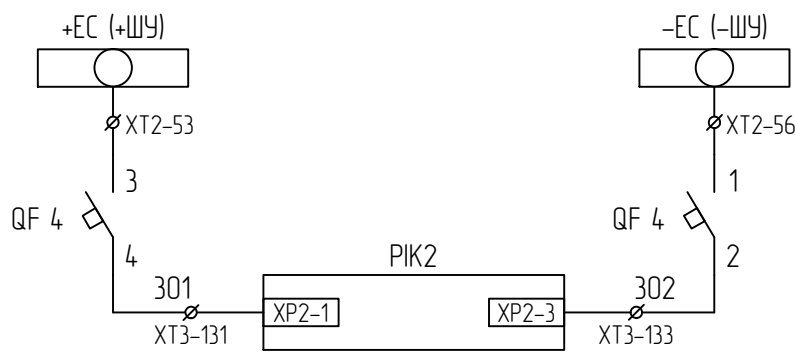 +ЕС (+ШУ)
–ЕС (–ШУ)
ХТ2–53
ХТ2–56
3
1
QF 4
QF 4
4
2
PIK2
301
302
ХР2–1
ХР2–3
ХТ3–131
ХТ3–133